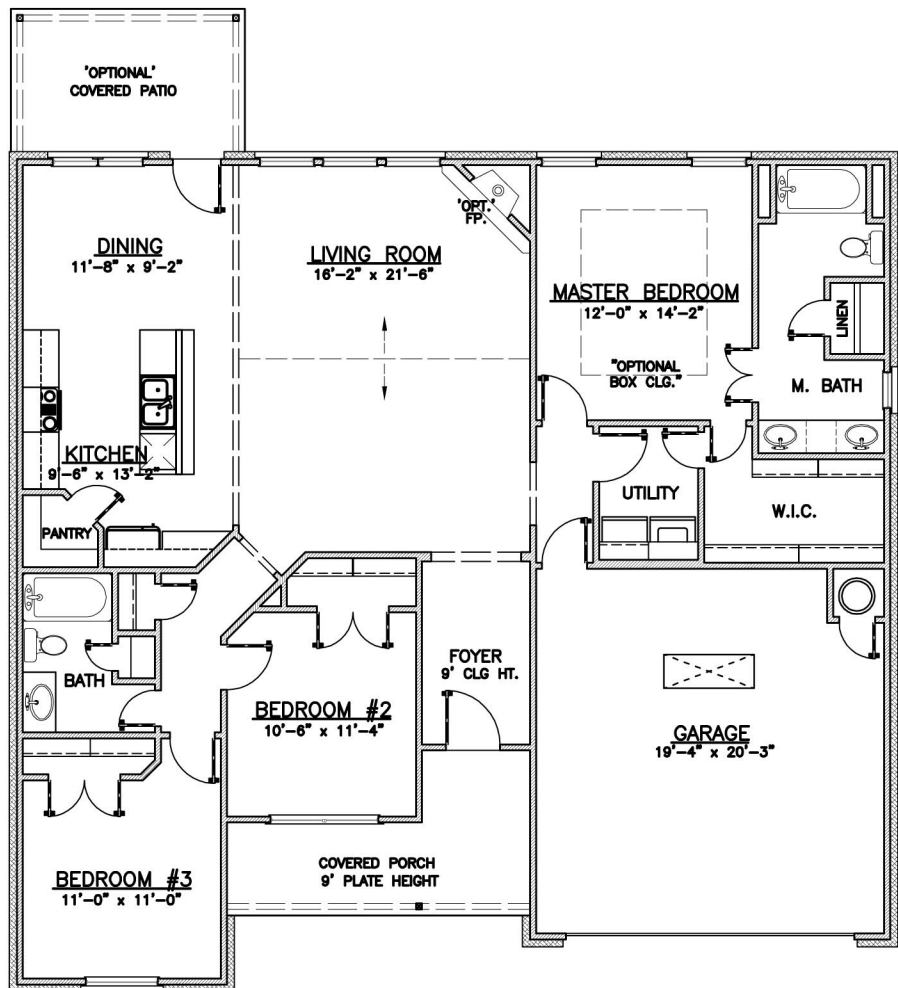 'OPTIONAL'
COVERED PATIO
'OPT.'
FP.
DINING
11'-8" x 9'-2"
LIVING ROOM
16'-2" x 21'-6"
MASTER BEDROOM
12'-0" x 14'-2"
LINEN
"OPTIONAL
BOX CLG."
M. BATH
KITCHEN
9'-6" x 13'-2"
UTILITY
W.I.C.
PANTRY
FOYER
9' CLG HT.
BATH
BEDROOM #2
10'-6" x 11'-4"
GARAGE
19'-4" x 20'-3"
COVERED PORCH
9' PLATE HEIGHT
BEDROOM #3
11'-0" x 11'-0"